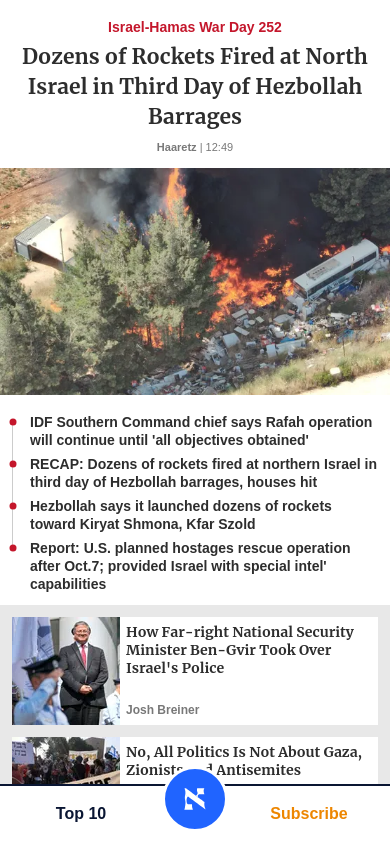 Israel-Hamas War Day 252
Dozens of Rockets Fired at North
Israel in Third Day of Hezbollah
Barrages
Haaretz | 12:49
IDF Southern Command chief says Rafah operation
will continue until 'all objectives obtained'
RECAP: Dozens of rockets fired at northern Israel in
third day of Hezbollah barrages, houses hit
Hezbollah says it launched dozens of rockets
toward Kiryat Shmona, Kfar Szold
Report: U.S. planned hostages rescue operation
after Oct.7; provided Israel with special intel'
capabilities
How Far-right National Security
Minister Ben-Gvir Took Over
Israel's Police
Josh Breiner
No, All Politics Is Not About Gaza,
Zionists and Antisemites
Top 10
Subscribe